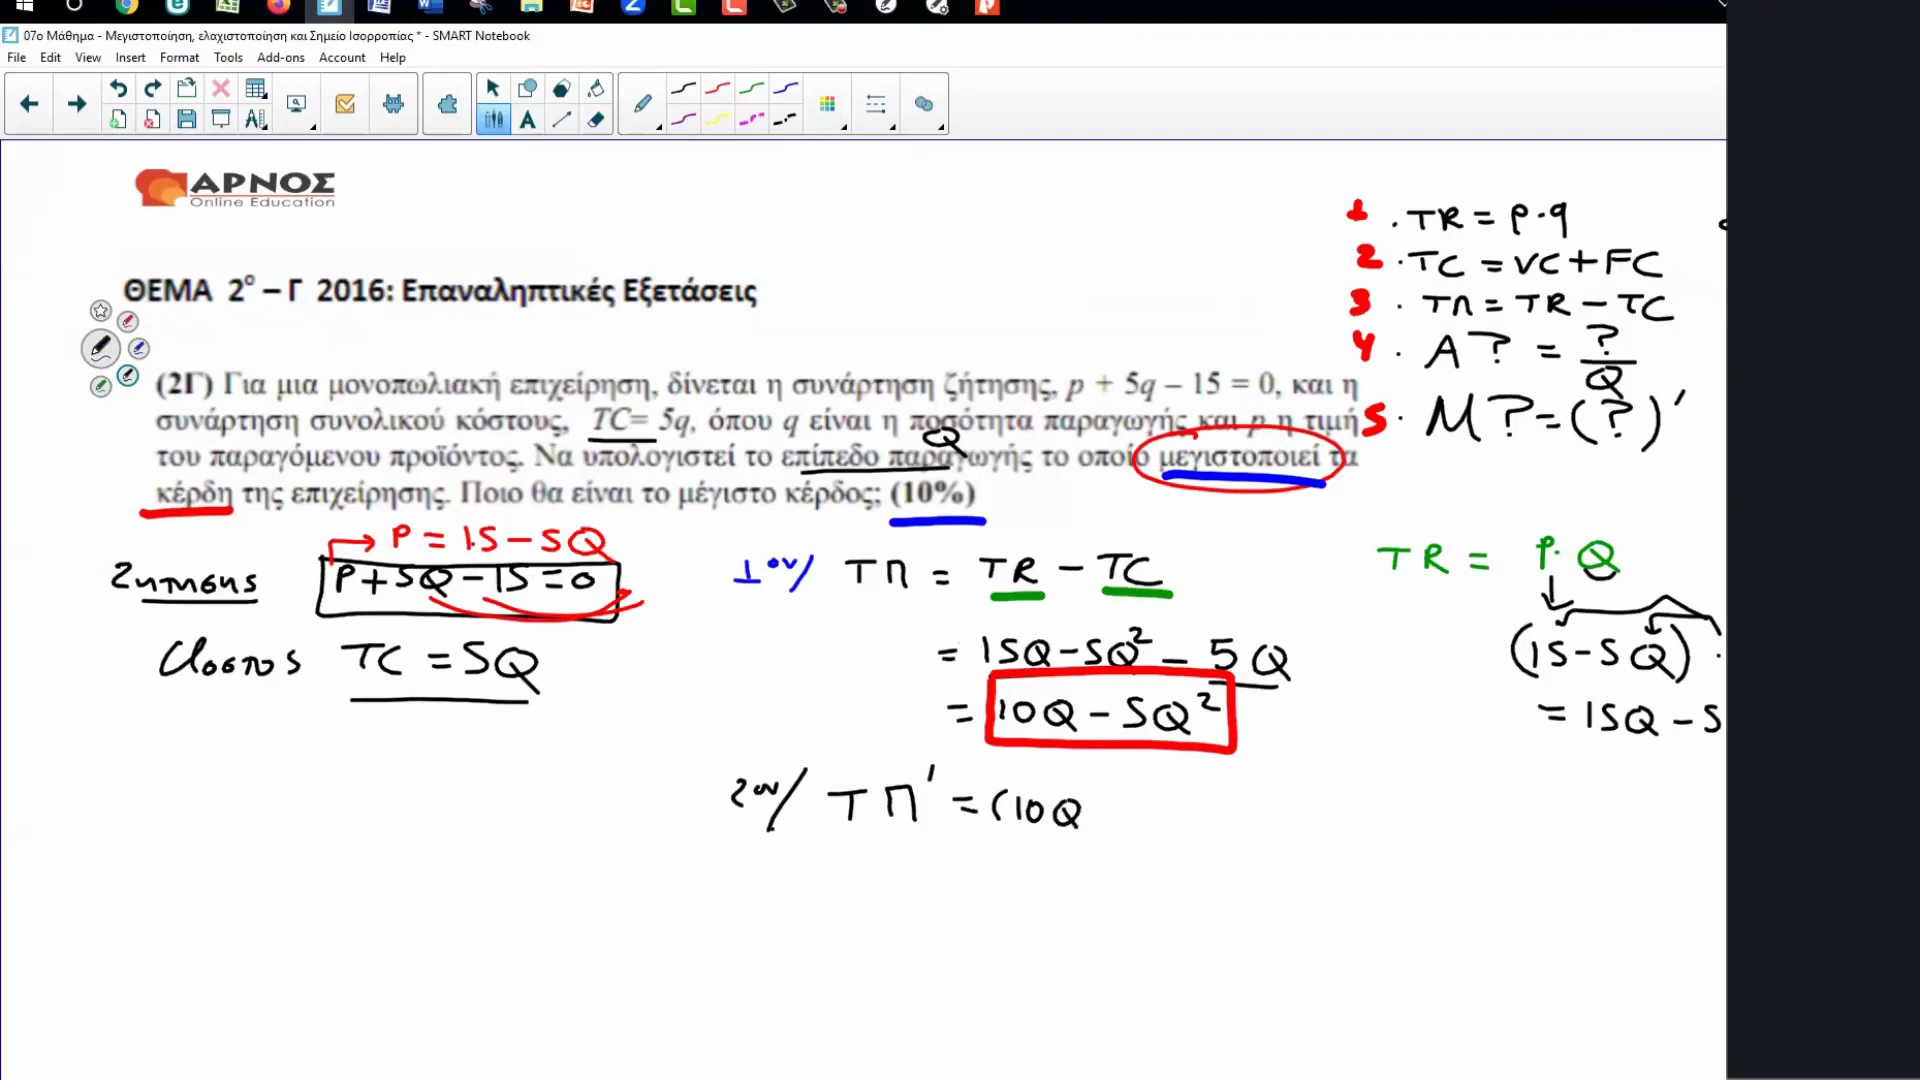 07ο Μάθημα - Μεγιστοποίηση, ελαχιστοποίηση και Σημείο Ισορροπίας * - SMART Notebook
File Edit View Insert Format Tools Add-ons Account Help
ΑΡΝΟΣ
Online Education
1 . TR = P·q
2 · TC = VC + FC
3 · ΤΠ = TR − TC
4 · A? = ?/Q
5 · M? = (?)'
ΘΕΜΑ 2ο – Γ 2016: Επαναληπτικές Εξετάσεις
(2Γ) Για μια μονοπωλιακή επιχείρηση, δίνεται η συνάρτηση ζήτησης, p + 5q – 15 = 0, και η
συνάρτηση συνολικού κόστους, TC= 5q, όπου q είναι η ποσότητα παραγωγής και p η τιμή
Q
του παραγόμενου προϊόντος. Να υπολογιστεί το επίπεδο παραγωγής το οποίο μεγιστοποιεί τα
κέρδη της επιχείρησης. Ποιο θα είναι το μέγιστο κέρδος; (10%)
P = 15 − 5Q
Ζητησης P + 5Q − 15 = 0
Κοστος TC = 5Q
1ον/ ΤΠ = TR − TC
= 15Q − 5Q² − 5Q
= 10Q − 5Q²
2ον/ ΤΠ' = (10Q
TR = P·Q
(15 − 5Q) ·
= 15Q − 5